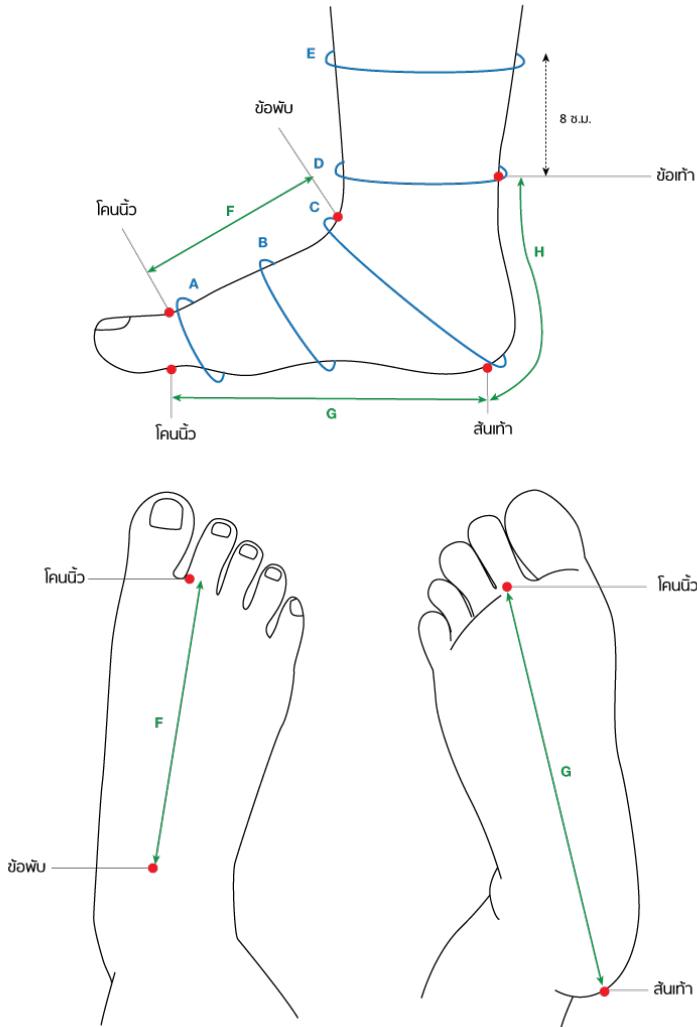 E
8 ซ.ม.
ข้อพับ
D
ข้อเท้า
โคนนิ้ว
F
C
B
H
A
G
โคนนิ้ว
ส้นเท้า
โคนนิ้ว
โคนนิ้ว
F
G
ข้อพับ
ส้นเท้า